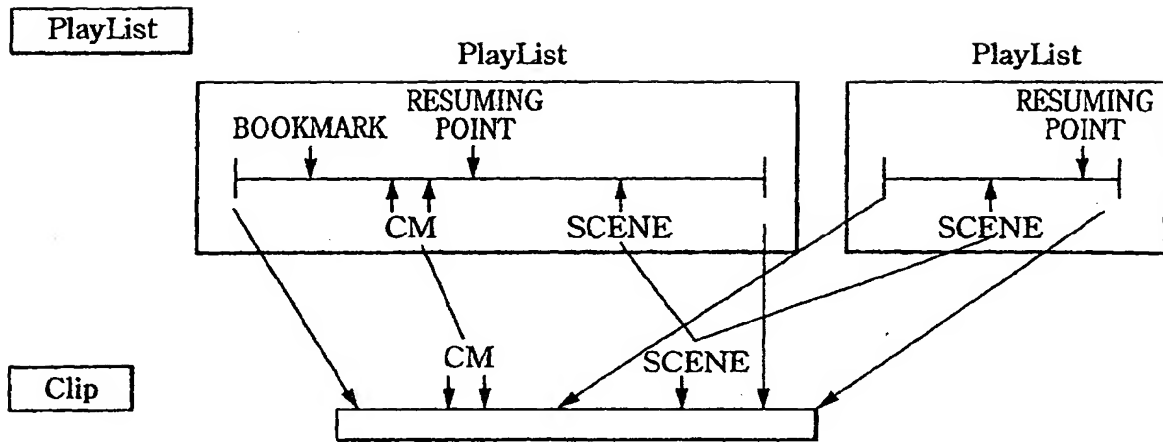 PlayList
PlayList
PlayList
BOOKMARK
RESUMING
POINT
RESUMING
POINT
CM
SCENE
SCENE
CM
SCENE
Clip